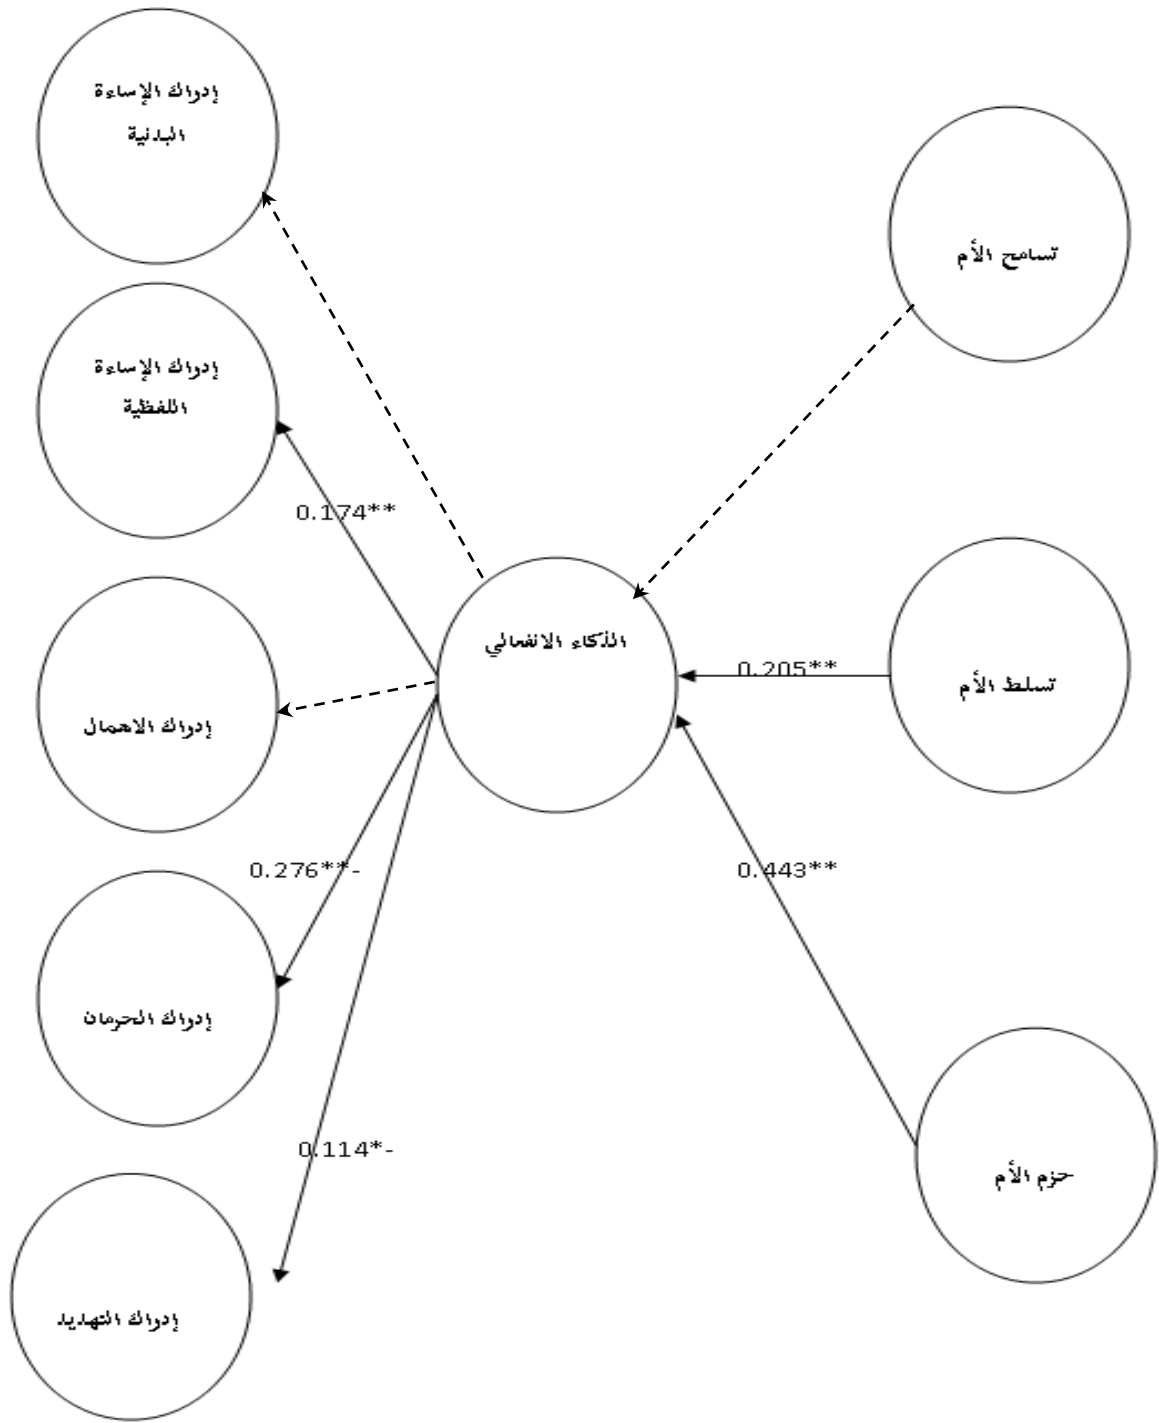 إدراك الإساءة
البدنية
تسامح الأم
إدراك الإساءة
اللفظية
0.174**
الذكاء الانفعالي
0.205**
تسلط الأم
إدراك الاهمال
0.276**-
0.443**
إدراك الحرمان
0.114*-
حزم الأم
إدراك التهديد